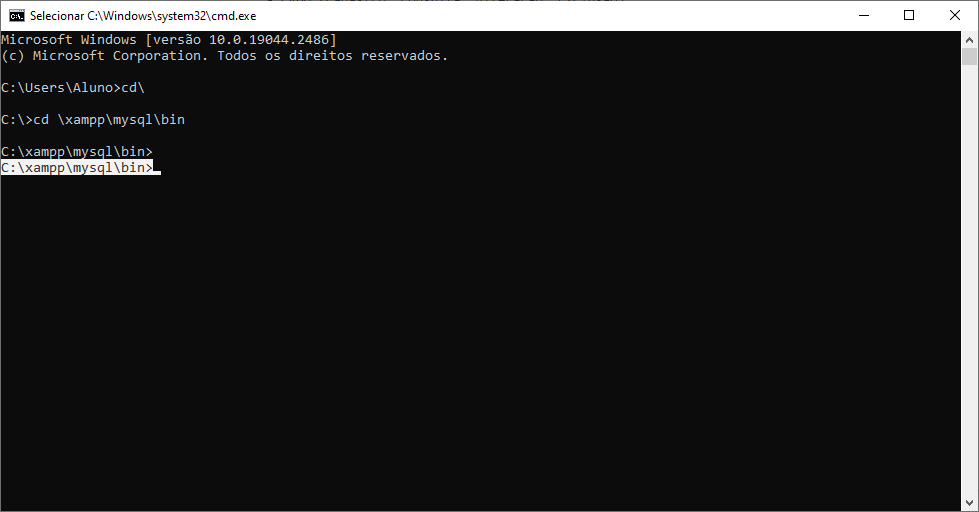 Selecionar C:\Windows\system32\cmd.exe
Microsoft Windows [versão 10.0.19044.2486]
(c) Microsoft Corporation. Todos os direitos reservados.
C:\Users\Aluno>cd\
C:\>cd \xampp\mysql\bin
C:\xampp\mysql\bin>
C:\xampp\mysql\bin>